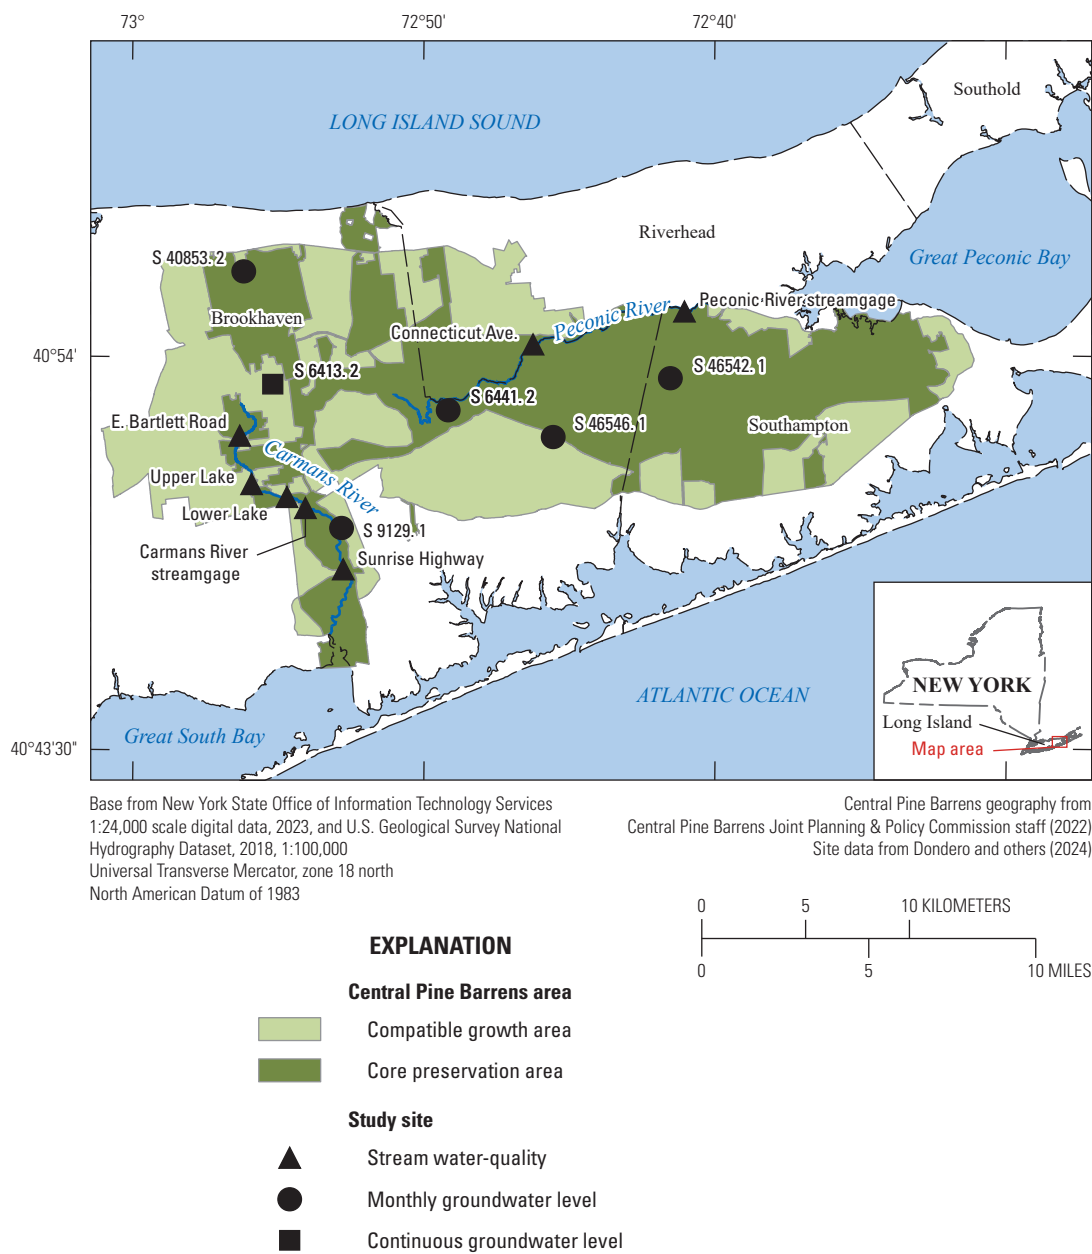 73°
72°50'
72°40'
Southold
LONG ISLAND SOUND
Riverhead
Great Peconic Bay
S 40853. 2
Peconic River streamgage
Brookhaven
Peconic River
Connecticut Ave.
40°54'
S 6413. 2
S 46542. 1
S 6441. 2
E. Bartlett Road
S 46546. 1
Southampton
Carmans River
Upper Lake
Lower Lake
S 9129. 1
Carmans River
streamgage
Sunrise Highway
NEW YORK
ATLANTIC OCEAN
Long Island
Great South Bay
Map area
40°43'30"
Base from New York State Office of Information Technology Services
1:24,000 scale digital data, 2023, and U.S. Geological Survey National
Hydrography Dataset, 2018, 1:100,000
Universal Transverse Mercator, zone 18 north
North American Datum of 1983
Central Pine Barrens geography from
Central Pine Barrens Joint Planning & Policy Commission staff (2022)
Site data from Dondero and others (2024)
0 5 10 KILOMETERS
0 5 10 MILES
EXPLANATION
Central Pine Barrens area
Compatible growth area
Core preservation area
Study site
Stream water-quality
Monthly groundwater level
Continuous groundwater level